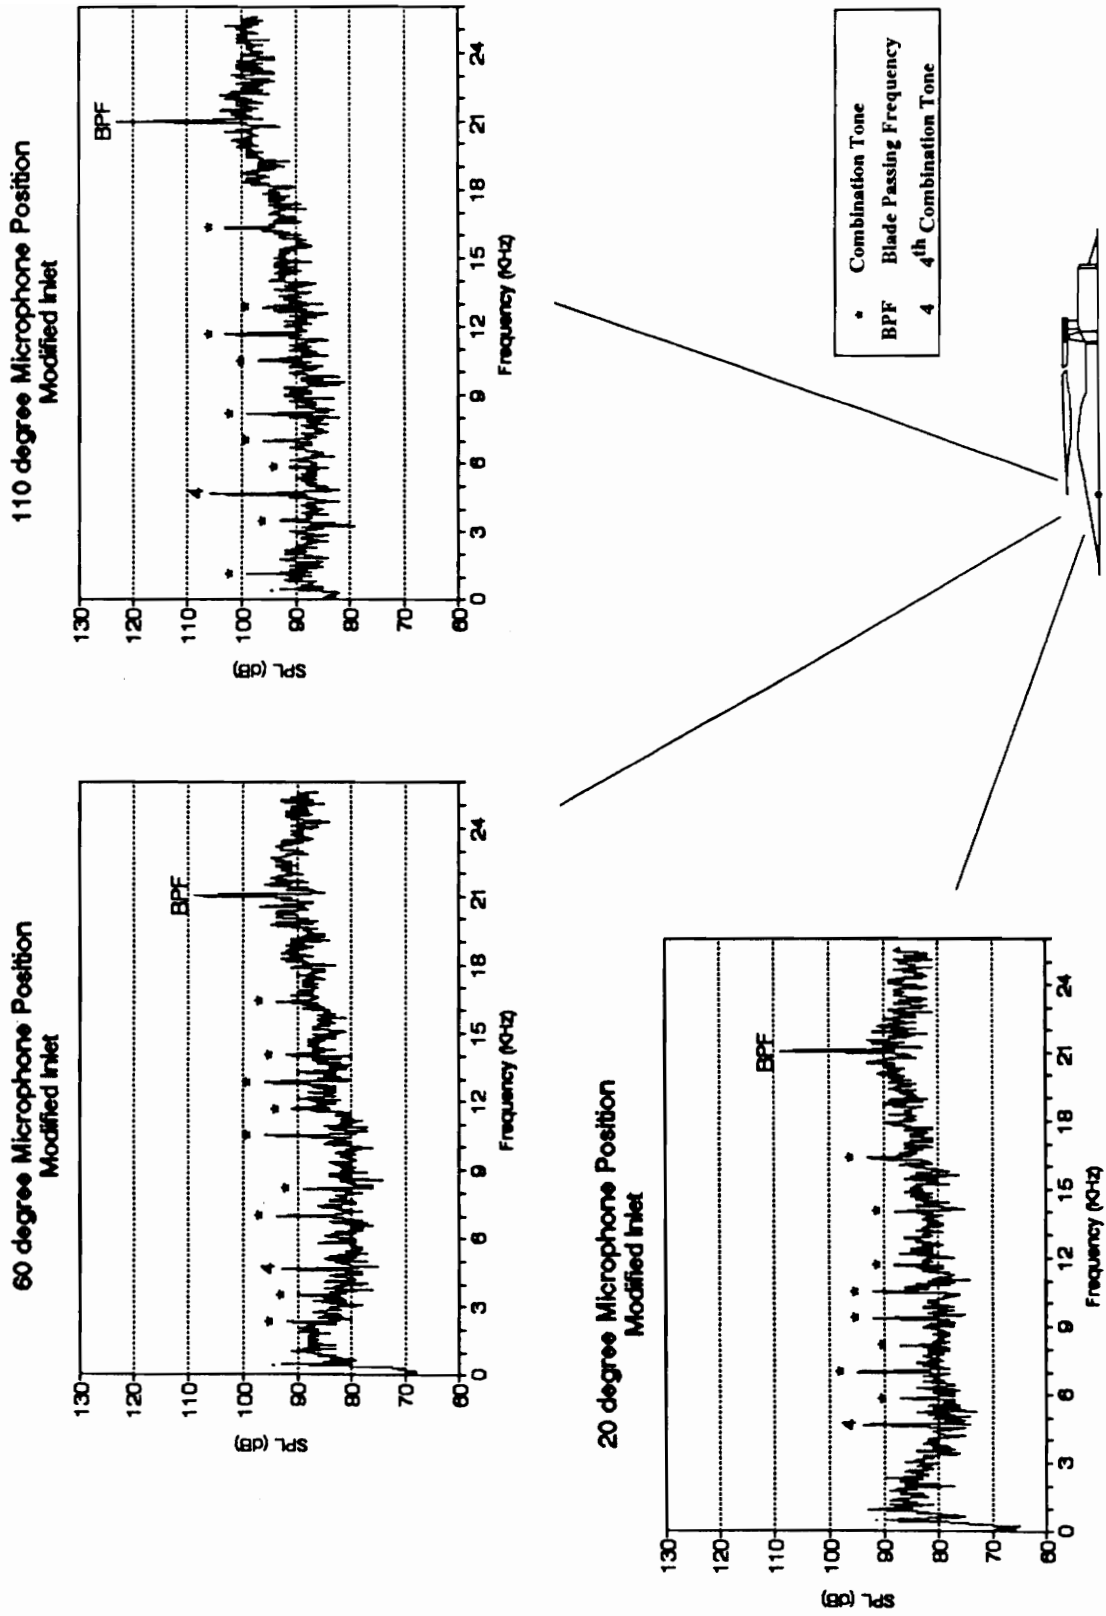 60 degree Microphone Position
Modified Inlet
130
120
110
100
90
80
70
60
SPL (dB)
BPF
4
0 3 6 9 12 15 18 21 24
Frequency (KHz)
110 degree Microphone Position
Modified Inlet
130
120
110
100
90
80
70
60
SPL (dB)
BPF
4
0 3 6 9 12 15 18 21 24
Frequency (KHz)
20 degree Microphone Position
Modified Inlet
130
120
110
100
90
80
70
60
SPL (dB)
BPF
4
0 3 6 9 12 15 18 21 24
Frequency (KHz)
* Combination Tone
BPF Blade Passing Frequency
4 4th Combination Tone